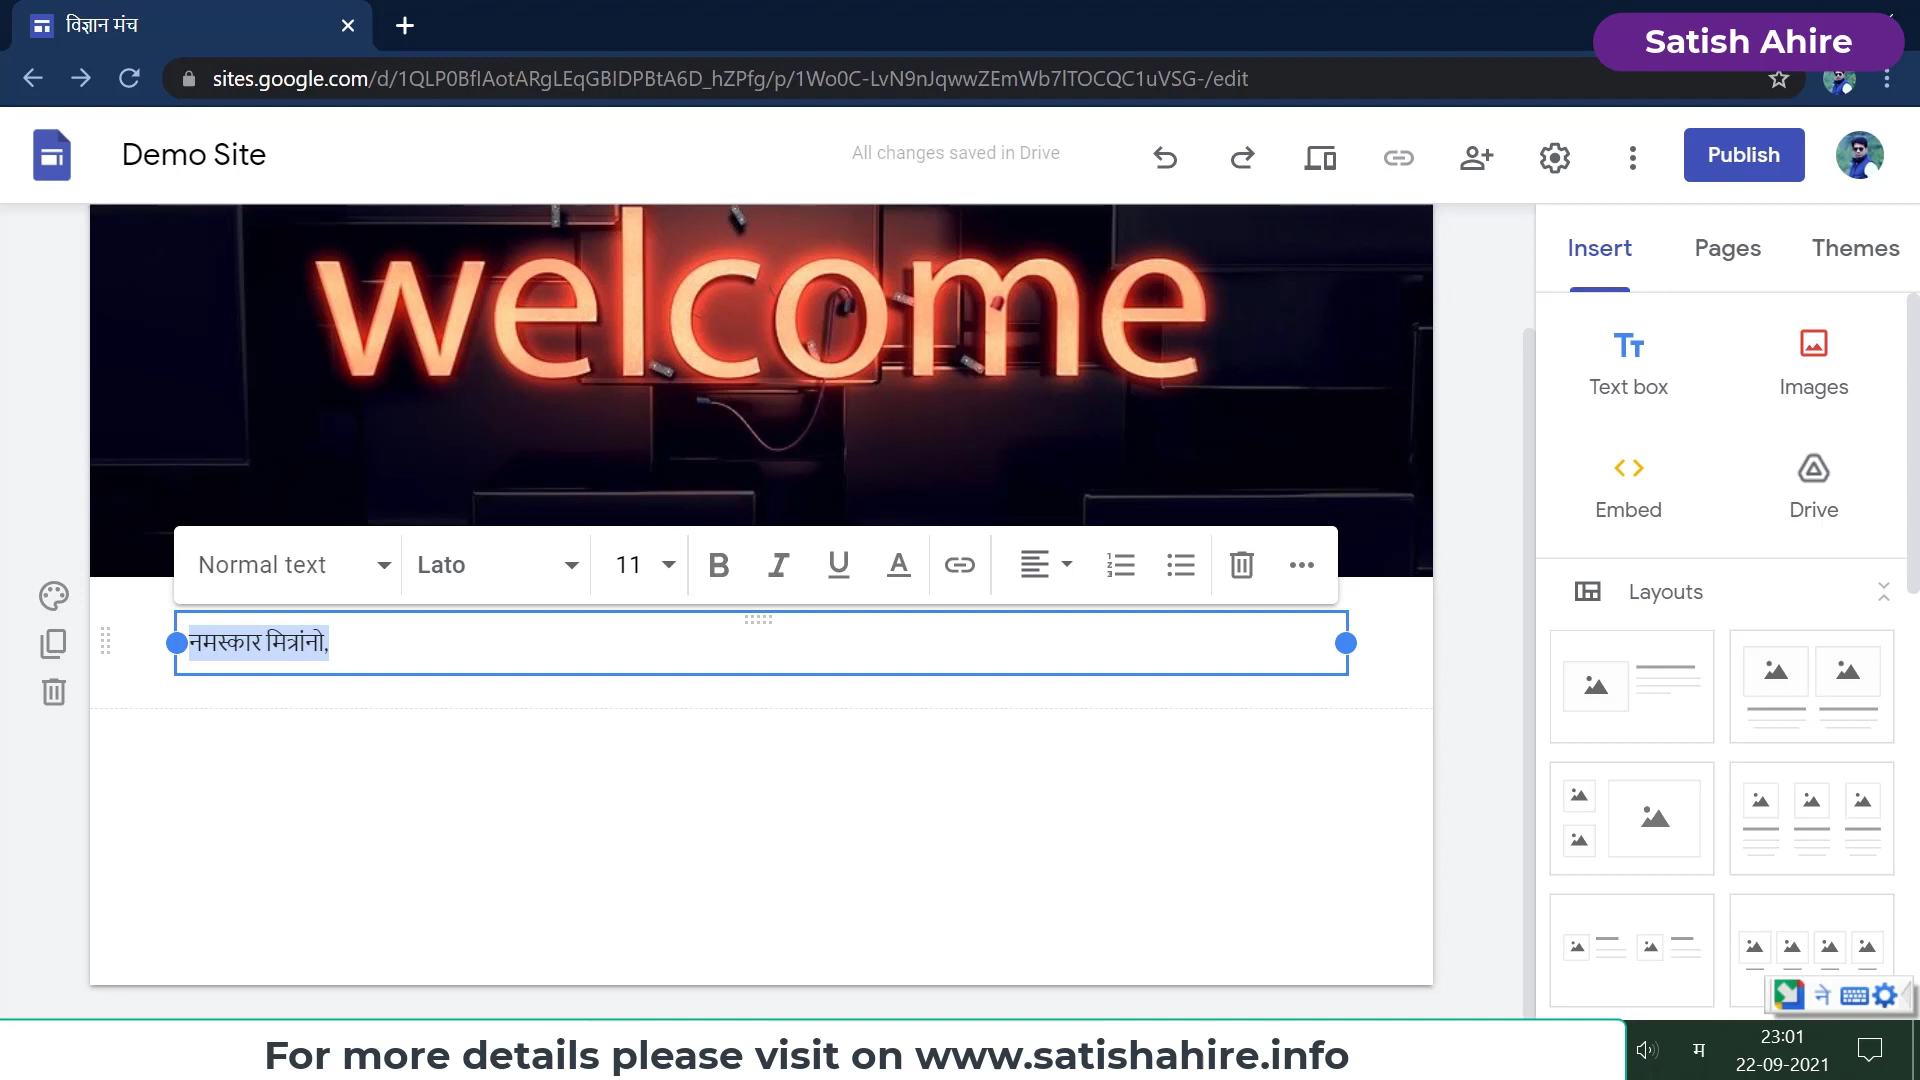 विज्ञान मंच
Satish Ahire
sites.google.com/d/1QLP0BfIAotARgLEqGBIDPBtA6D_hZPfg/p/1Wo0C-LvN9nJqwwZEmWb7lTOCQC1uVSG-/edit
Demo Site
All changes saved in Drive
Publish
welcome
Insert Pages Themes
Text box Images
Embed Drive
Normal text Lato 11 B I U A
Layouts
नमस्कार मित्रांनो,
ने
For more details please visit on www.satishahire.info
म
23:01
22-09-2021